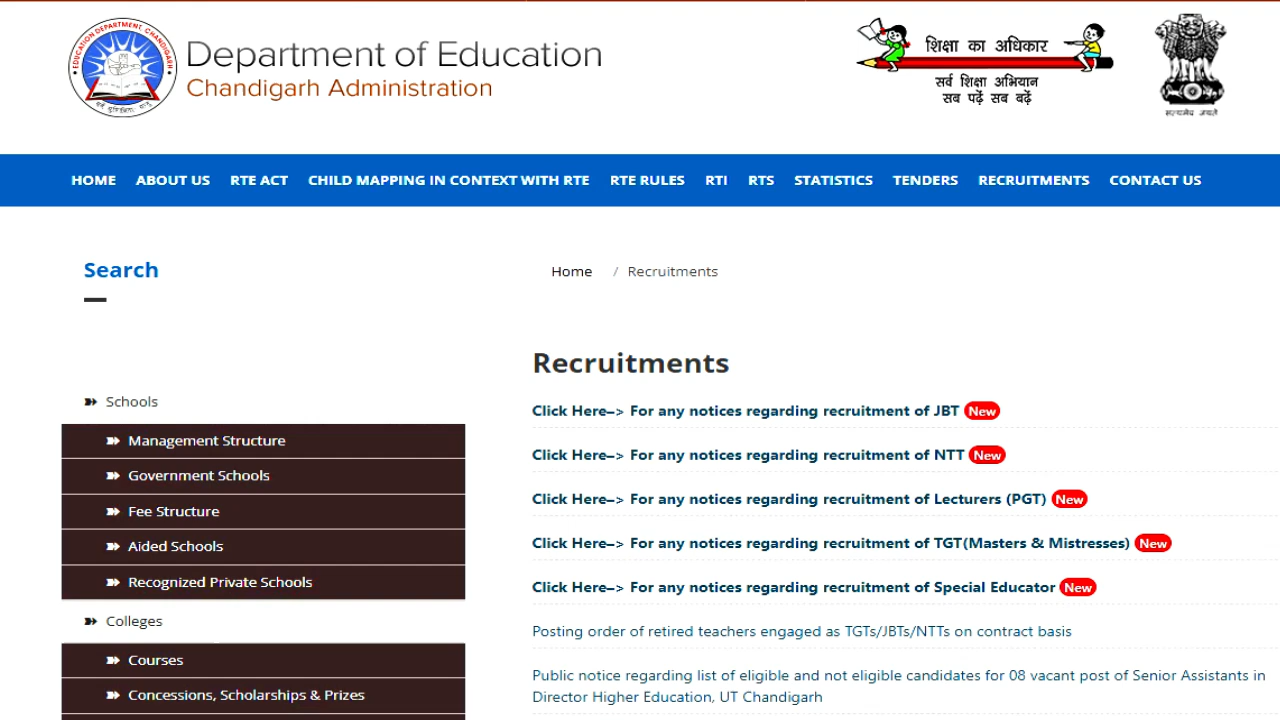 EDUCATION DEPARTMENT CHANDIGARH
Department of Education
Chandigarh Administration
शिक्षा का अधिकार
सर्व शिक्षा अभियान
सब पढ़ें सब बढ़ें
सत्यमेव जयते
HOME ABOUT US RTE ACT CHILD MAPPING IN CONTEXT WITH RTE RTE RULES RTI RTS STATISTICS TENDERS RECRUITMENTS CONTACT US
Search
Home / Recruitments
Recruitments
Schools
Management Structure
Government Schools
Fee Structure
Aided Schools
Recognized Private Schools
Colleges
Courses
Concessions, Scholarships & Prizes
Click Here–> For any notices regarding recruitment of JBT New
Click Here–> For any notices regarding recruitment of NTT New
Click Here–> For any notices regarding recruitment of Lecturers (PGT) New
Click Here–> For any notices regarding recruitment of TGT(Masters & Mistresses) New
Click Here–> For any notices regarding recruitment of Special Educator New
Posting order of retired teachers engaged as TGTs/JBTs/NTTs on contract basis
Public notice regarding list of eligible and not eligible candidates for 08 vacant post of Senior Assistants in
Director Higher Education, UT Chandigarh